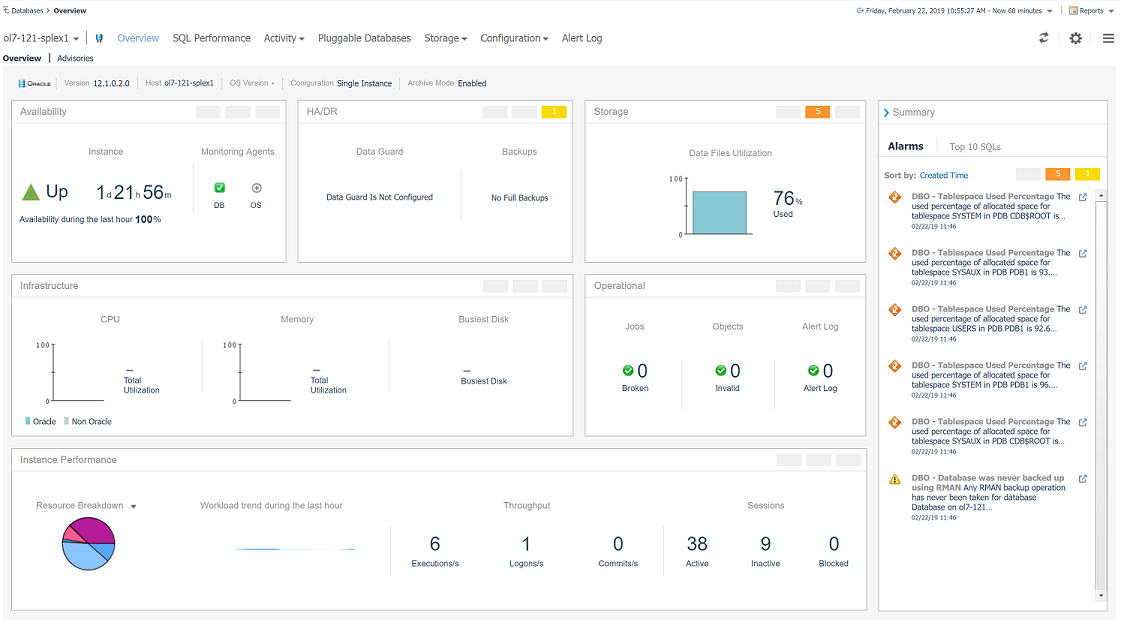 Databases > Overview
Friday, February 22, 2019 10:55:27 AM - Now 60 minutes
Reports
ol7-121-splex1
Overview
SQL Performance
Activity
Pluggable Databases
Storage
Configuration
Alert Log
Overview | Advisories
ORACLE
Version 12.1.0.2.0
Host ol7-121-splex1
OS Version -
Coniguration Single Instance
Archive Mode Enabled
Availability
Instance
Monitoring Agents
Up
1d 21h 56m
DB
OS
Availability during the last hour 100%
HA/DR
1
Data Guard
Backups
Data Guard Is Not Configured
No Full Backups
Storage
5
Data Files Utilization
100
0
76%
Used
Infrastructure
CPU
Memory
Busiest Disk
100
0
Total
Utilization
100
0
Total
Utilization
Busiest Disk
Oracle
Non Oracle
Operational
Jobs
Objects
Alert Log
0
0
0
Broken
Invalid
Alert Log
Instance Performance
Resource Breakdown
Workload trend during the last hour
Throughput
Sessions
6
1
0
38
9
0
Executions/s
Logons/s
Commits/s
Active
Inactive
Blocked
Summary
Alarms
Top 10 SQLs
Sort by: Created Time
5
1
DBO - Tablespace Used Percentage The
used percentage of allocated space for
tablespace SYSTEM in PDB CDB$ROOT is...
02/22/19 11:46
DBO - Tablespace Used Percentage The
used percentage of allocated space for
tablespace SYSAUX in PDB PDB1 is 93....
02/22/19 11:46
DBO - Tablespace Used Percentage The
used percentage of allocated space for
tablespace USERS in PDB PDB1 is 92.6...
02/22/19 11:46
DBO - Tablespace Used Percentage The
used percentage of allocated space for
tablespace SYSTEM in PDB PDB1 is 96....
02/22/19 11:46
DBO - Tablespace Used Percentage The
used percentage of allocated space for
tablespace SYSAUX in PDB CDB$ROOT is...
02/22/19 11:46
DBO - Database was never backed up
using RMAN Any RMAN backup operation
has never been taken for database
Database on ol7-121...
02/22/19 11:46